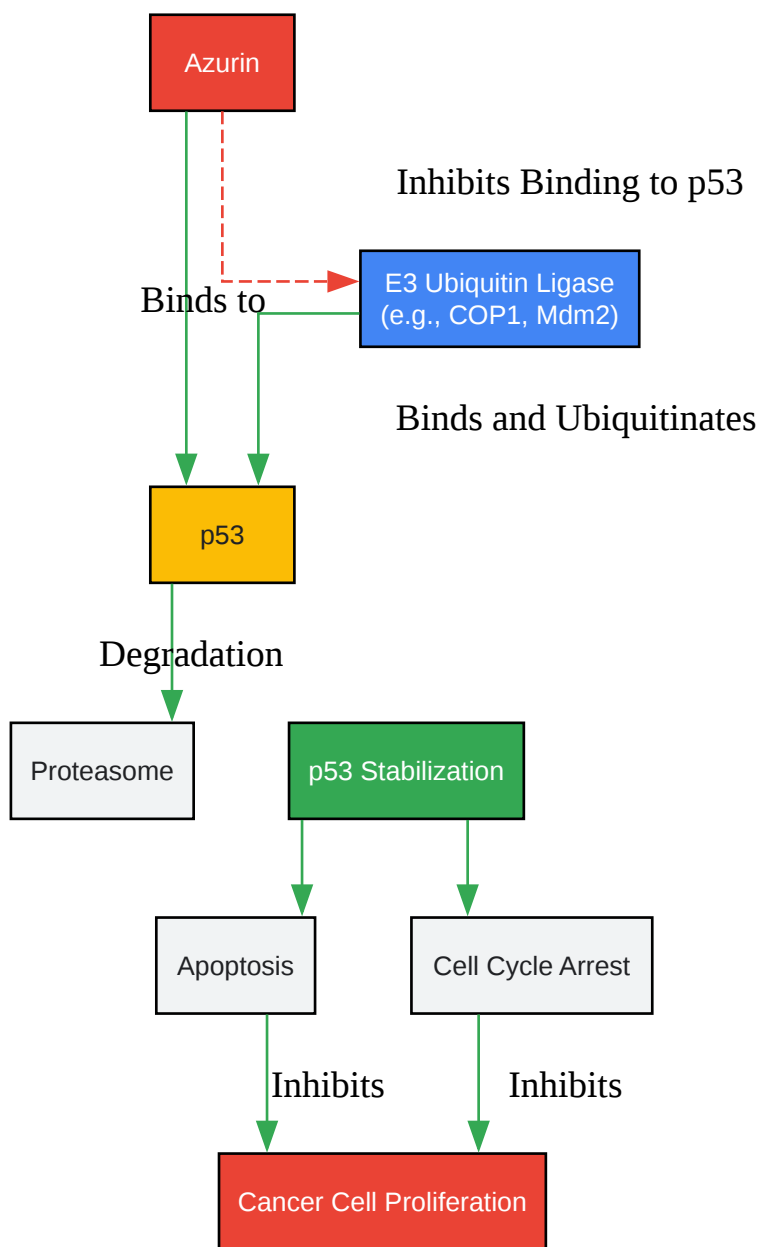 Azurin
Inhibits Binding to p53
E3 Ubiquitin Ligase
(e.g., COP1, Mdm2)
Binds to
Binds and Ubiquitinates
p53
Degradation
Proteasome
p53 Stabilization
Apoptosis
Cell Cycle Arrest
Inhibits
Inhibits
Cancer Cell Proliferation